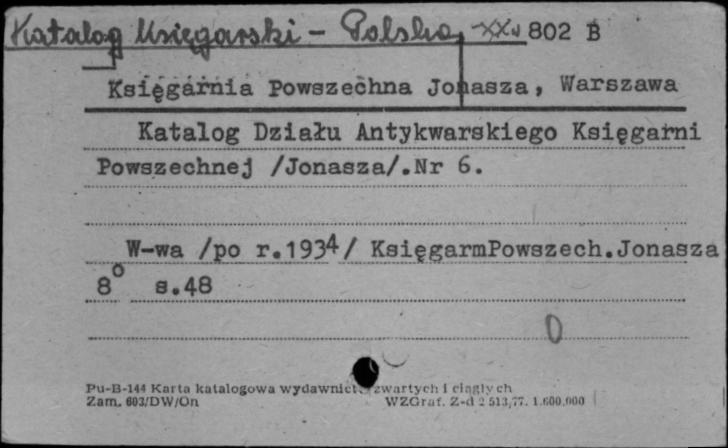 Katalog Księgarski - Polska, XX w 802 B
Księgarnia Powszechna Jonasza, Warszawa
Katalog Działu Antykwarskiego Księgarni
Powszechnej /Jonasza/.Nr 6.
W-wa /po r.1934/ KsięgarmPowszech.Jonasza
8° s.48
0
Pu-B-144 Karta katalogowa wydawnictw zwartych i ciągłych
Zam. 603/DW/On WZGraf. Z-d 2 513,77. 1.600.000